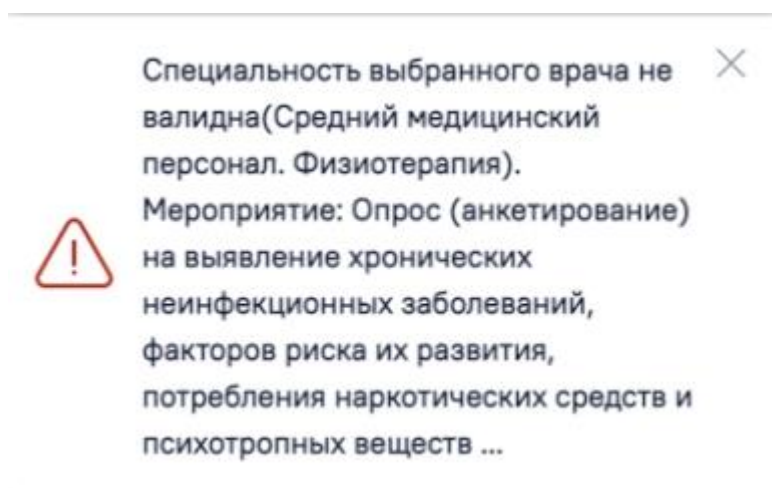 Специальность выбранного врача не
валидна(Средний медицинский
персонал. Физиотерапия).
Мероприятие: Опрос (анкетирование)
на выявление хронических
неинфекционных заболеваний,
факторов риска их развития,
потребления наркотических средств и
психотропных веществ ...